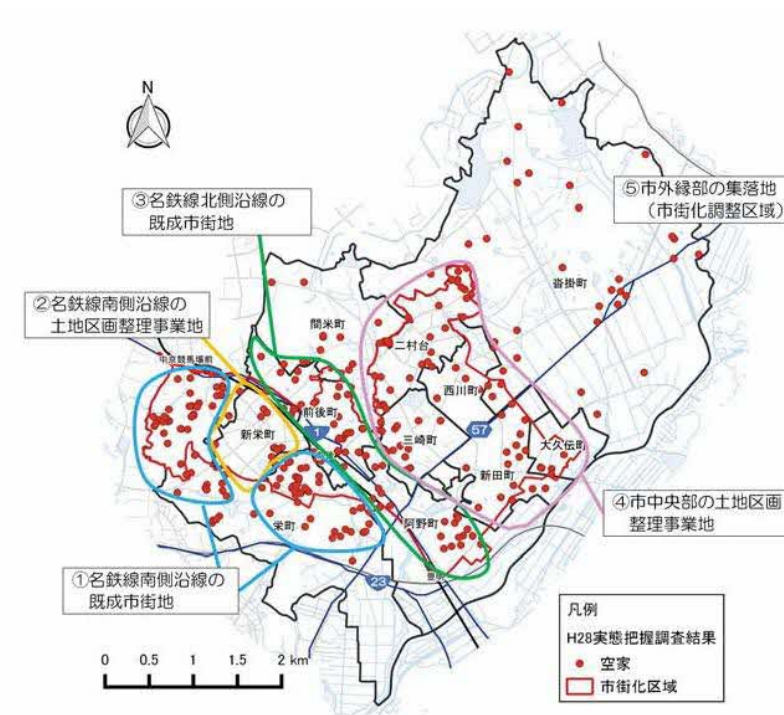 N
③名鉄線北側沿線の
既成市街地
⑤市外縁部の集落地
(市街化調整区域)
②名鉄線南側沿線の
土地区画整理事業地
中京競馬場前
間米町
沓掛町
二村台
西川町
前後町
新栄町
1
三崎町
57
大久伝町
新田町
栄町
阿野町
④市中央部の土地区画
整理事業地
豊明
23
①名鉄線南側沿線の
既成市街地
凡例
H28実態把握調査結果
空家
市街化区域
0 0.5 1 1.5 2 km